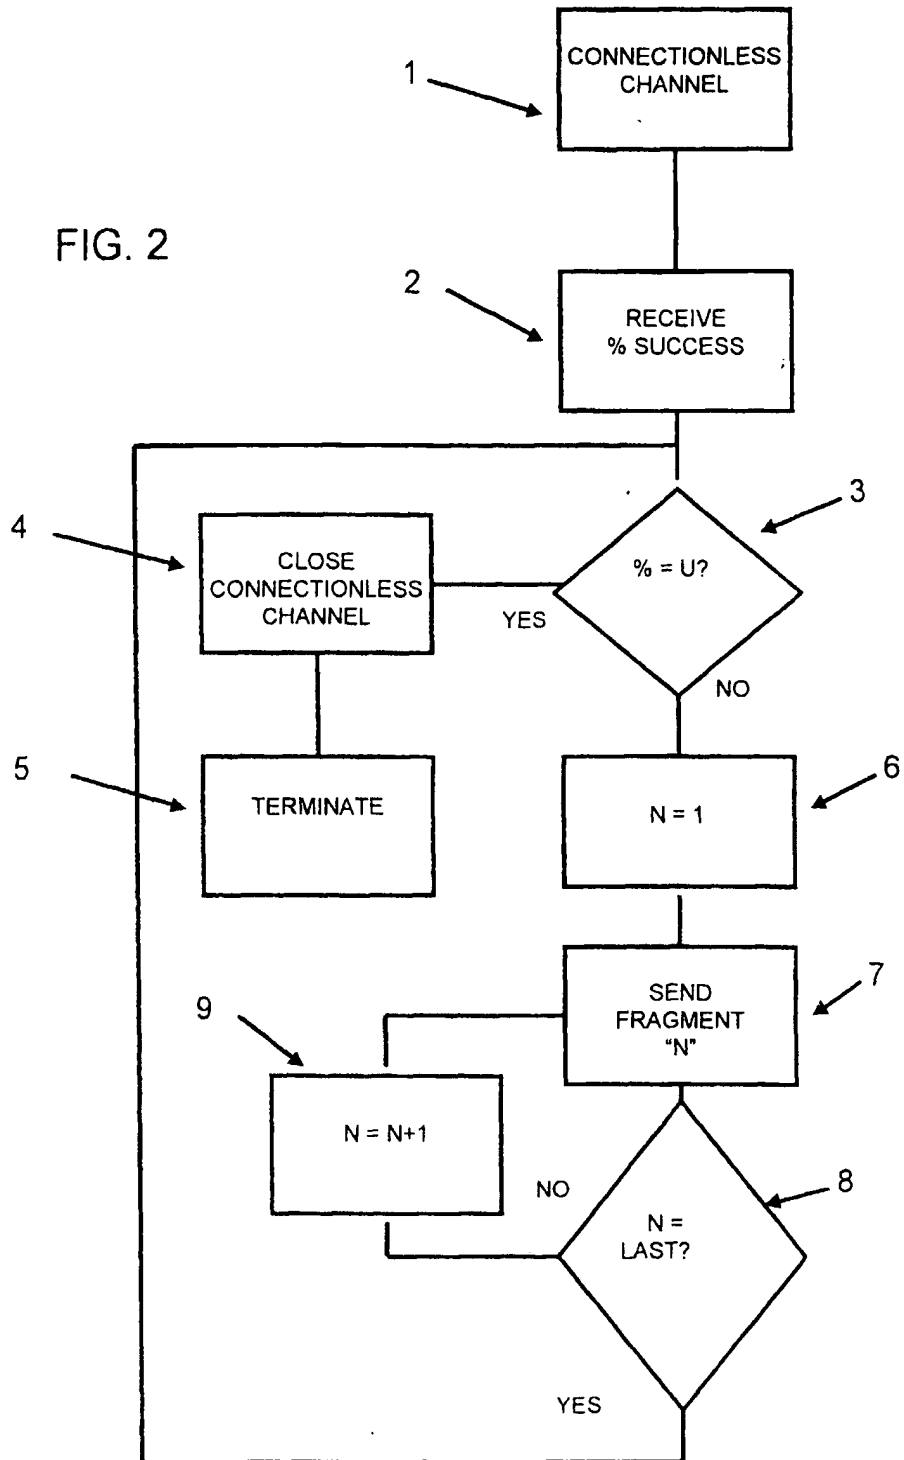 CONNECTIONLESS
CHANNEL
1
FIG. 2
2
RECEIVE
% SUCCESS
3
4
% = U?
CLOSE
CONNECTIONLESS
CHANNEL
YES
NO
5
TERMINATE
6
N = 1
7
SEND
FRAGMENT
"N"
9
N = N+1
NO
8
N =
LAST?
YES